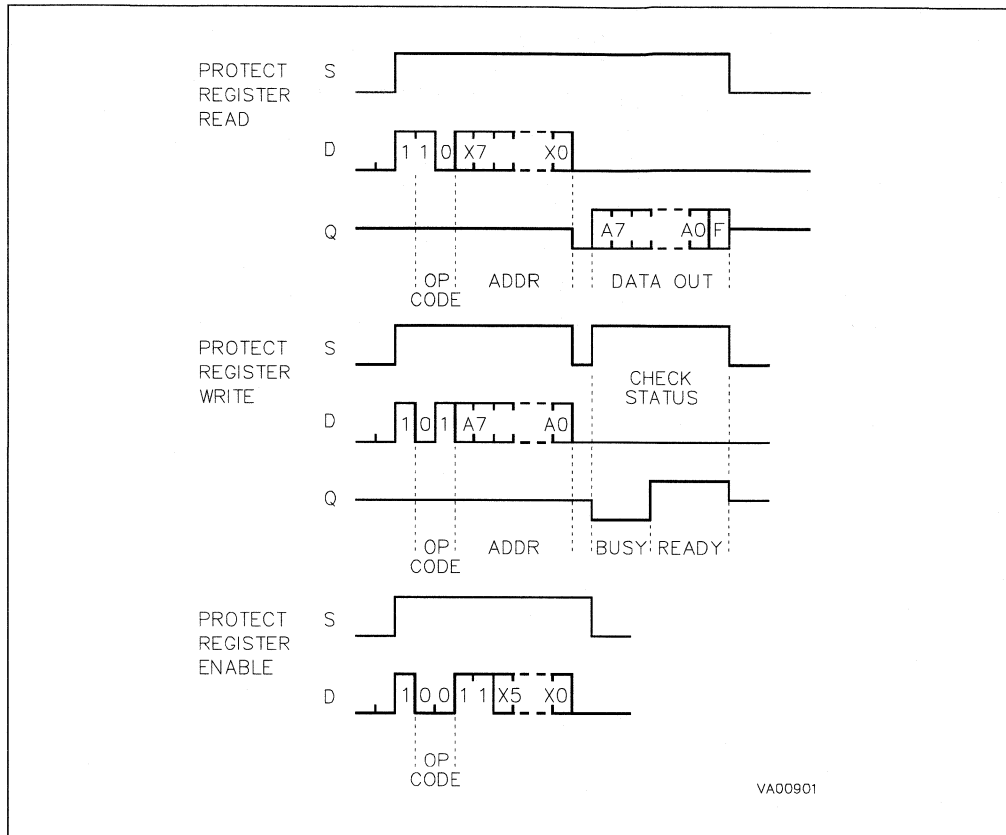 PROTECT
REGISTER
READ
S
D
1 1 0 X7 X0
Q
A7 A0 F
OP
CODE
ADDR
DATA OUT
PROTECT
REGISTER
WRITE
S
CHECK
STATUS
D
1 0 1 A7 A0
Q
OP
CODE
ADDR
BUSY
READY
PROTECT
REGISTER
ENABLE
S
D
1 0 0 1 1 X5 X0
OP
CODE
VA00901